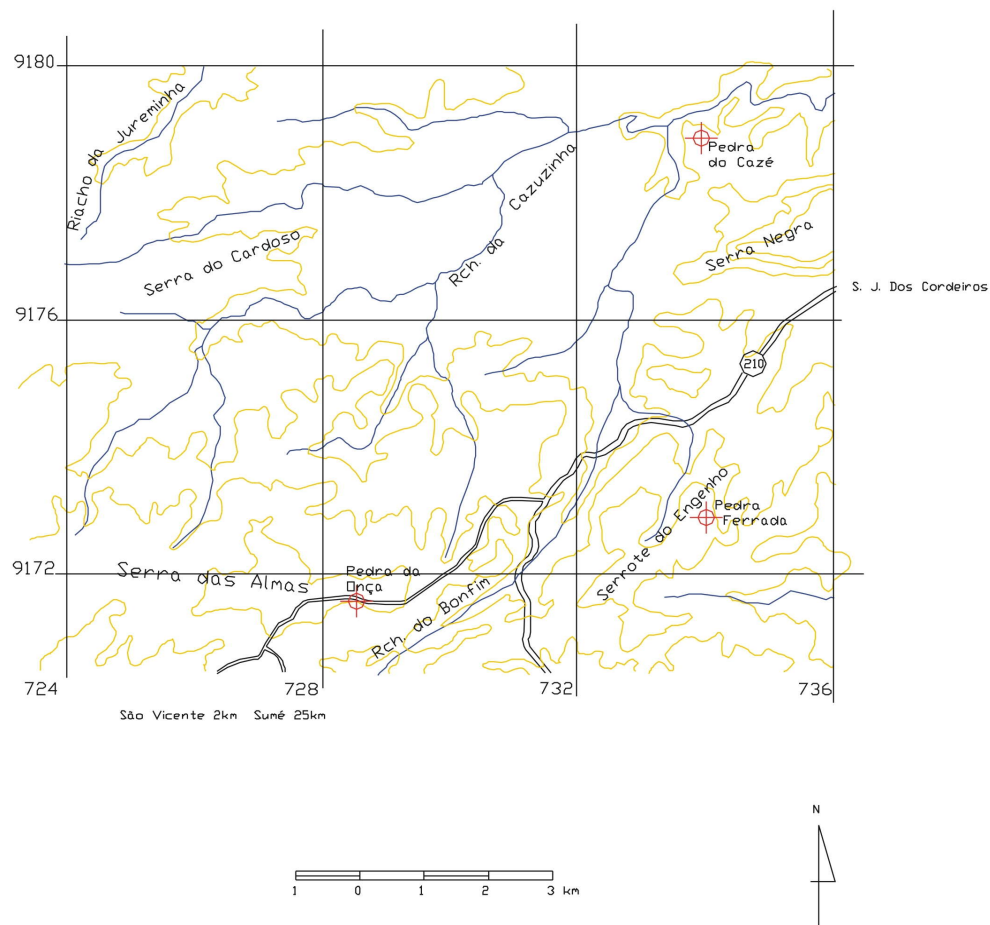 9180
Riacho da Jureminha
Rch. da Cazuzinha
Pedra
do Cazé
Serra do Cardoso
Serra Negra
S. J. Dos Cordeiros
9176
210
Serrote do Engenho
Pedra
Ferrada
9172
Serra das Almas
Pedra da
Onça
Rch. do Bonfim
724
728
732
736
São Vicente 2km Sumé 25km
N
1 0 1 2 3 km